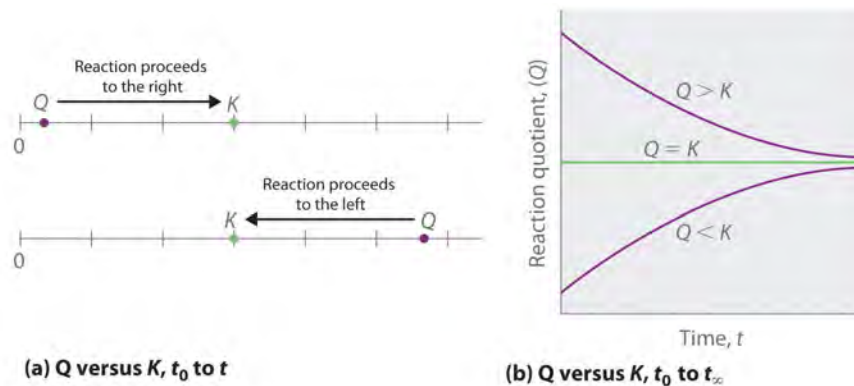 Reaction proceeds
to the right
Q
K
0
Reaction proceeds
to the left
K
Q
0
(a) Q versus K, t₀ to t
Reaction quotient, (Q)
Q > K
Q = K
Q < K
Time, t
(b) Q versus K, t₀ to t∞